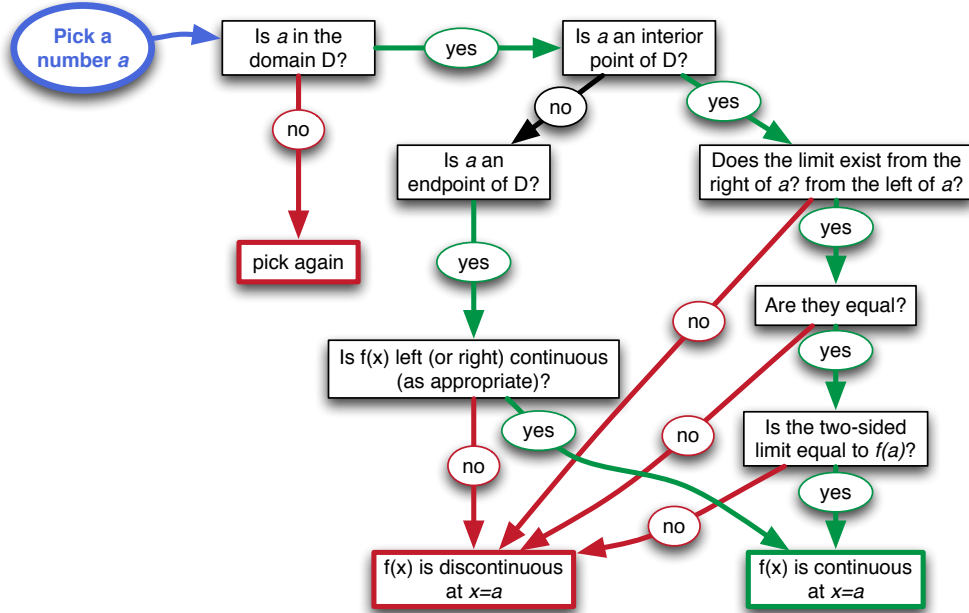 Pick a
number a
Is a in the
domain D?
yes
Is a an interior
point of D?
no
no
yes
Is a an
endpoint of D?
Does the limit exist from the
right of a? from the left of a?
pick again
yes
yes
Are they equal?
no
Is f(x) left (or right) continuous
(as appropriate)?
yes
yes
no
Is the two-sided
limit equal to f(a)?
no
yes
no
f(x) is discontinuous
at x=a
f(x) is continuous
at x=a